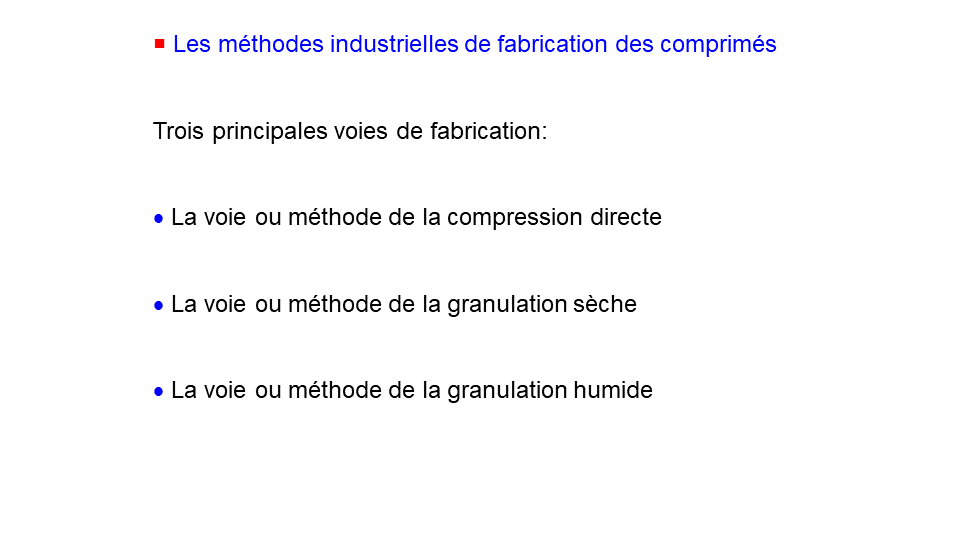 ▪ Les méthodes industrielles de fabrication des comprimés
Trois principales voies de fabrication:
• La voie ou méthode de la compression directe
• La voie ou méthode de la granulation sèche
• La voie ou méthode de la granulation humide